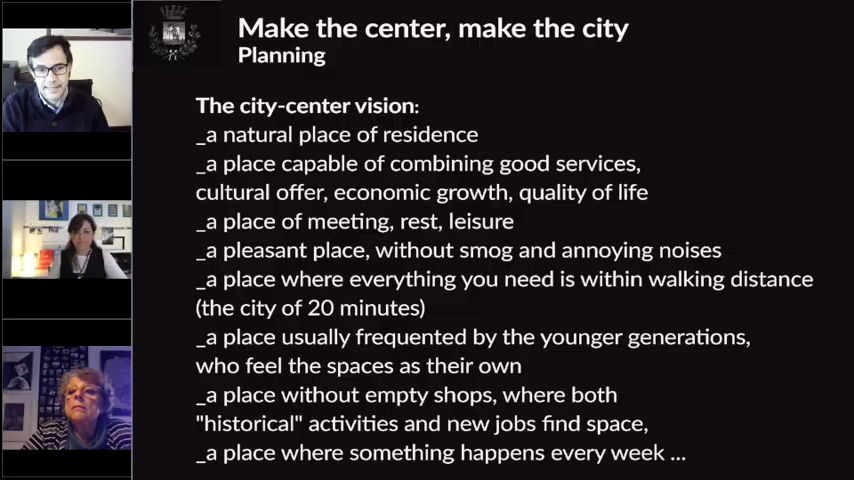 Make the center, make the city
Planning
The city-center vision:
_a natural place of residence
_a place capable of combining good services,
cultural offer, economic growth, quality of life
_a place of meeting, rest, leisure
_a pleasant place, without smog and annoying noises
_a place where everything you need is within walking distance
(the city of 20 minutes)
_a place usually frequented by the younger generations,
who feel the spaces as their own
_a place without empty shops, where both
"historical" activities and new jobs find space,
_a place where something happens every week ...